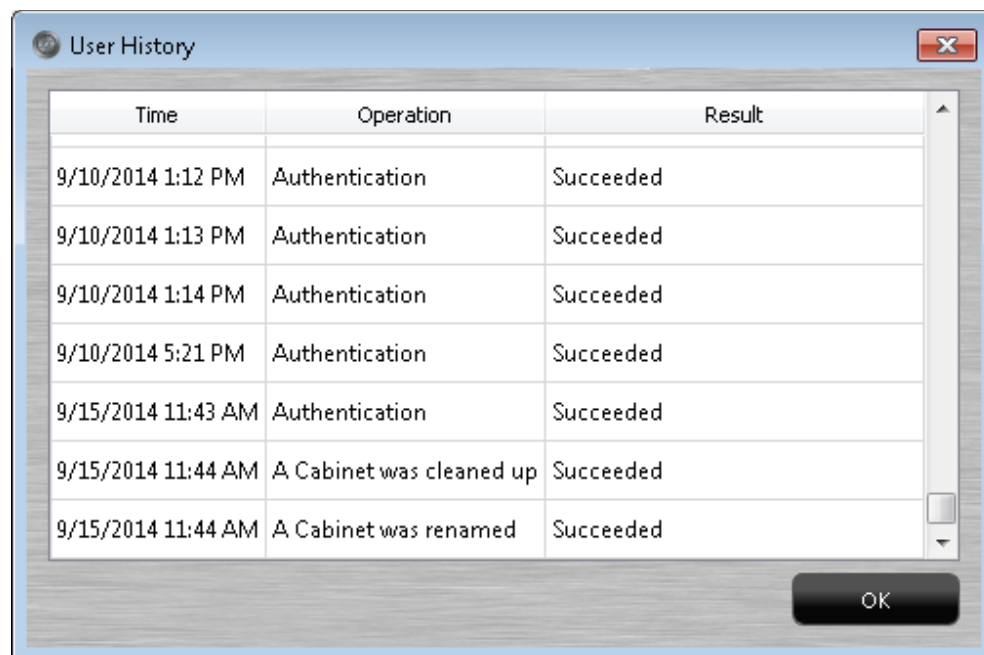 User History
Time Operation Result
9/10/2014 1:12 PM Authentication Succeeded
9/10/2014 1:13 PM Authentication Succeeded
9/10/2014 1:14 PM Authentication Succeeded
9/10/2014 5:21 PM Authentication Succeeded
9/15/2014 11:43 AM Authentication Succeeded
9/15/2014 11:44 AM A Cabinet was cleaned up Succeeded
9/15/2014 11:44 AM A Cabinet was renamed Succeeded
OK